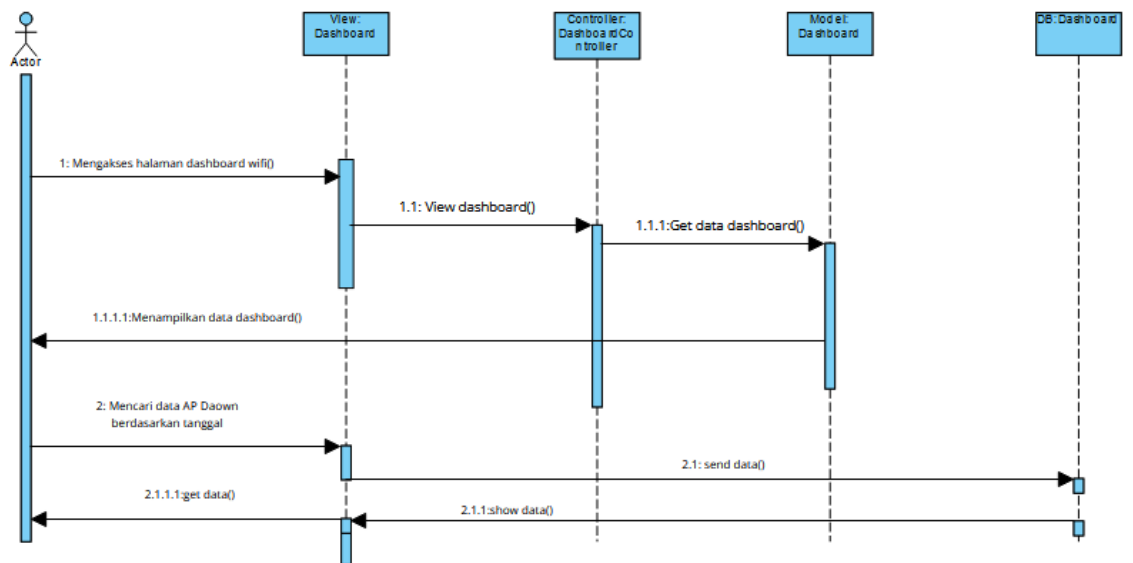 View:
Dashboard
Controller:
DashboardCo
ntroller
Model:
Dashboard
DB:Dashboard
Actor
1: Mengakses halaman dashboard wifi()
1.1: View dashboard()
1.1.1:Get data dashboard()
1.1.1.1:Menampilkan data dashboard()
2: Mencari data AP Daown
berdasarkan tanggal
2.1: send data()
2.1.1.1:get data()
2.1.1:show data()